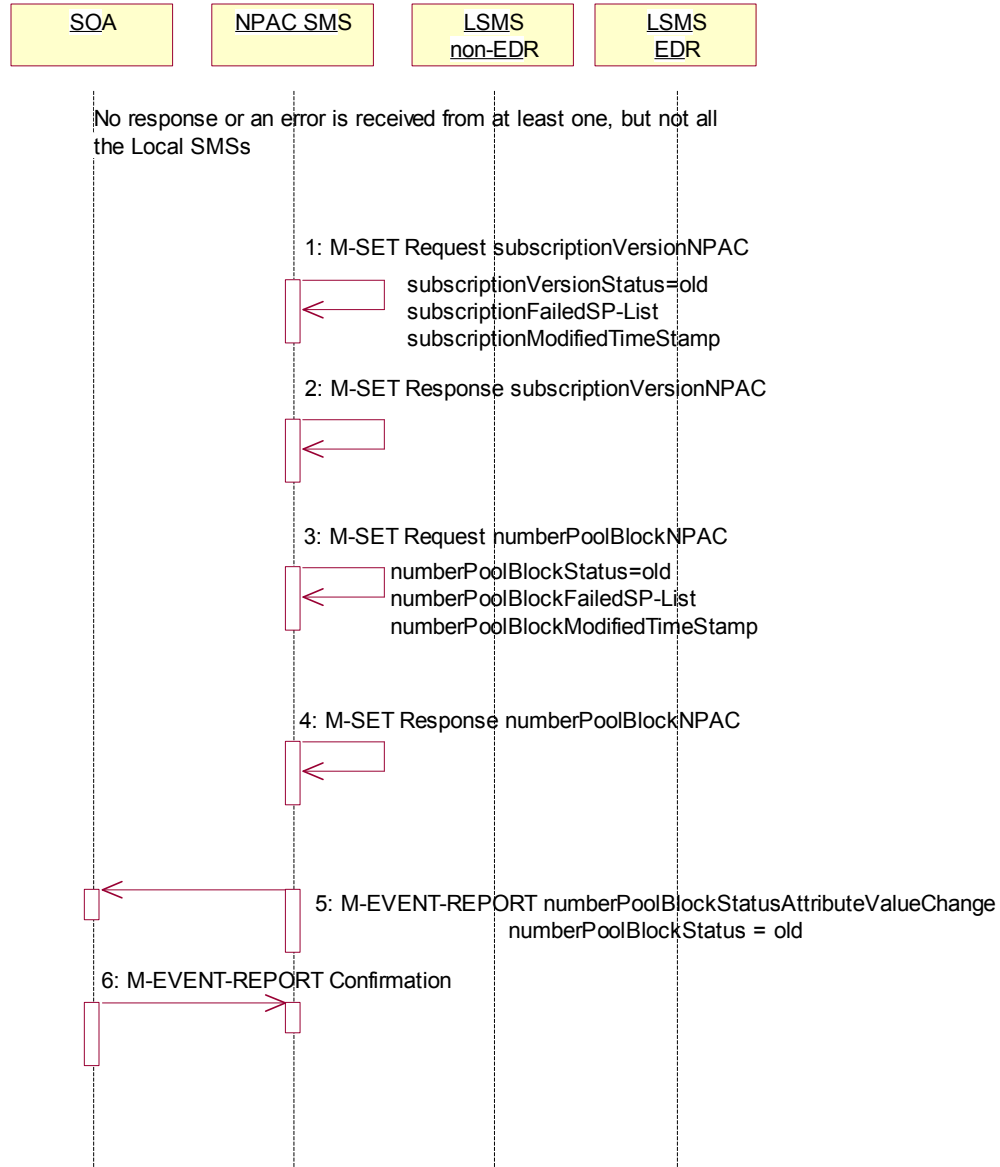 SOA
NPAC SMS
LSMS
non-EDR
LSMS
EDR
No response or an error is received from at least one, but not all
the Local SMSs
1: M-SET Request subscriptionVersionNPAC
subscriptionVersionStatus=old
subscriptionFailedSP-List
subscriptionModifiedTimeStamp
2: M-SET Response subscriptionVersionNPAC
3: M-SET Request numberPoolBlockNPAC
numberPoolBlockStatus=old
numberPoolBlockFailedSP-List
numberPoolBlockModifiedTimeStamp
4: M-SET Response numberPoolBlockNPAC
5: M-EVENT-REPORT numberPoolBlockStatusAttributeValueChange
numberPoolBlockStatus = old
6: M-EVENT-REPORT Confirmation